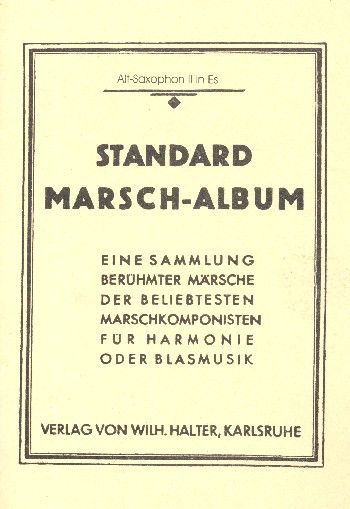 Alt-Saxophon II in Es
STANDARD
MARSCH-ALBUM
EINE SAMMLUNG
BERÜHMTER MÄRSCHE
DER BELIEBTESTEN
MARSCHKOMPONISTEN
FÜR HARMONIE
ODER BLASMUSIK
VERLAG VON WILH. HALTER, KARLSRUHE